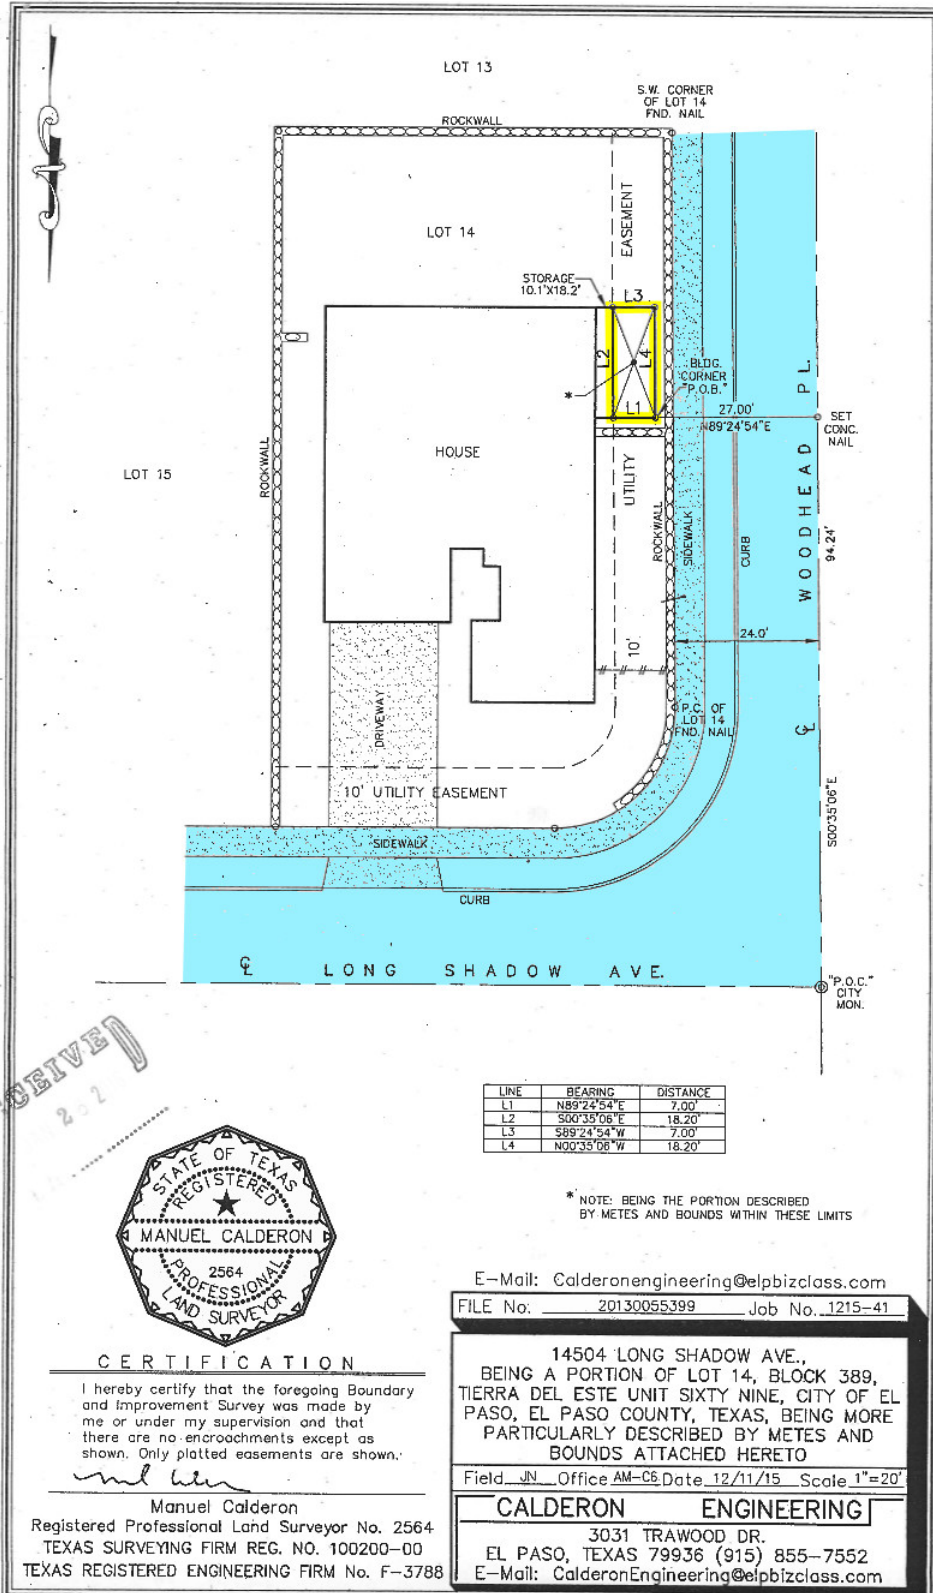 LOT 13
S.W. CORNER
OF LOT 14
FND. NAIL
ROCKWALL
EASEMENT
LOT 14
STORAGE
10.1'X18.2'
L3
L2
L4
BLDG.
CORNER
"P.O.B."
*
L1
27.00'
N89°24'54"E
SET
CONC.
NAIL
WOODHEAD PL.
HOUSE
LOT 15
ROCKWALL
UTILITY
ROCKWALL
SIDEWALK
CURB
94.24'
24.0'
10'
P.C. OF
LOT 14
FND. NAIL
DRIVEWAY
℄
S00°35'06"E
10' UTILITY EASEMENT
SIDEWALK
CURB
℄ LONG SHADOW AVE.
"P.O.C."
CITY
MON.
LINE BEARING DISTANCE
L1 N89°24'54"E 7.00'
L2 S00°35'06"E 18.20'
L3 S89°24'54"W 7.00'
L4 N00°35'06"W 18.20'
* NOTE: BEING THE PORTION DESCRIBED
BY METES AND BOUNDS WITHIN THESE LIMITS
CEIVED
STATE OF TEXAS
REGISTERED
MANUEL CALDERON
2564
PROFESSIONAL
LAND SURVEYOR
CERTIFICATION
I hereby certify that the foregoing Boundary
and Improvement Survey was made by
me or under my supervision and that
there are no encroachments except as
shown. Only platted easements are shown.
Manuel Calderon
Registered Professional Land Surveyor No. 2564
TEXAS SURVEYING FIRM REG. NO. 100200-00
TEXAS REGISTERED ENGINEERING FIRM No. F-3788
E-Mail: Calderonengineering@elpbizclass.com
FILE No. 20130055399 Job No. 1215-41
14504 LONG SHADOW AVE.,
BEING A PORTION OF LOT 14, BLOCK 389,
TIERRA DEL ESTE UNIT SIXTY NINE, CITY OF EL
PASO, EL PASO COUNTY, TEXAS, BEING MORE
PARTICULARLY DESCRIBED BY METES AND
BOUNDS ATTACHED HERETO
Field JN Office AM-C6 Date 12/11/15 Scale 1"=20'
CALDERON ENGINEERING
3031 TRAWOOD DR.
EL PASO, TEXAS 79936 (915) 855-7552
E-Mail: CalderonEngineering@elpbizclass.com